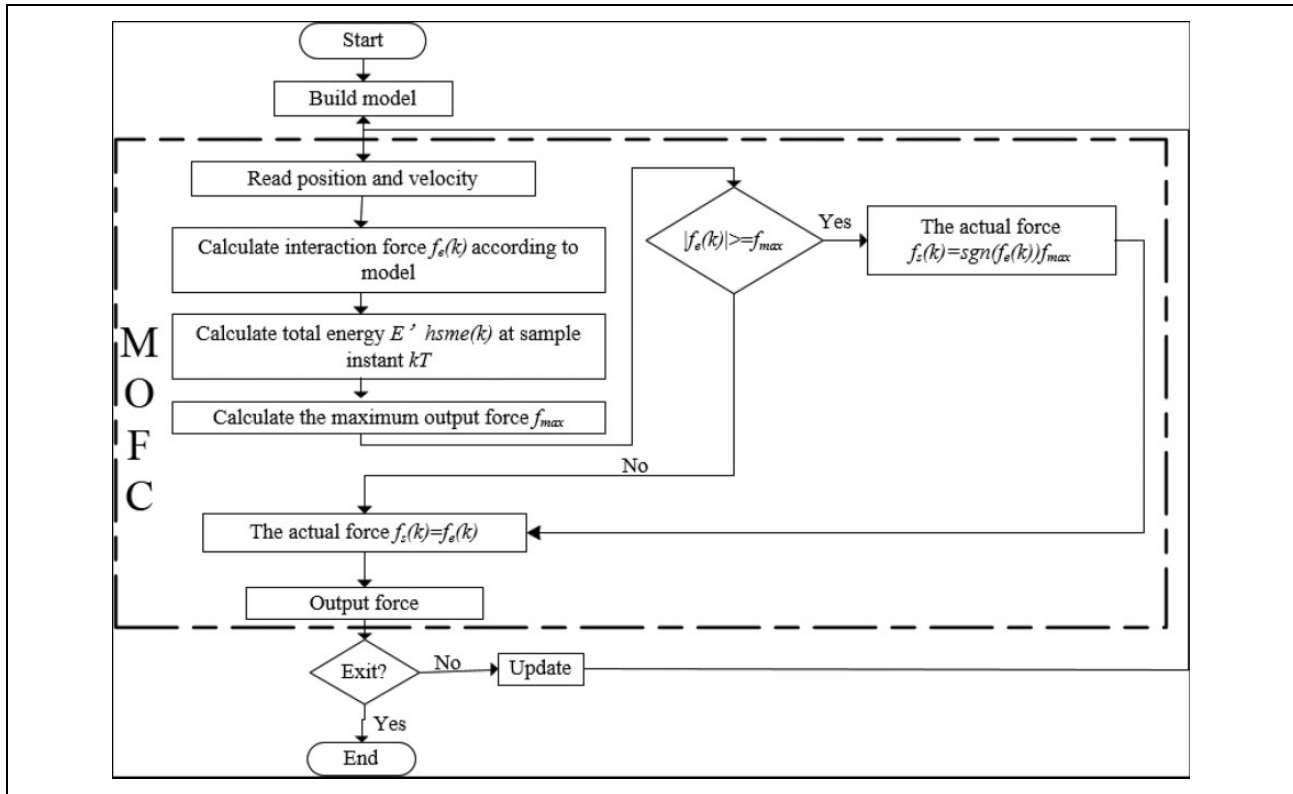 Start
Build model
Read position and velocity
Calculate interaction force fₑ(k) according to
model
Calculate total energy E’ hsme(k) at sample
instant kT
Calculate the maximum output force fₘₐₓ
|fₑ(k)|>=fₘₐₓ
Yes
The actual force
fₛ(k)=sgn(fₑ(k))fₘₐₓ
No
The actual force fₛ(k)=fₑ(k)
Output force
M
O
F
C
Exit?
No
Update
Yes
End